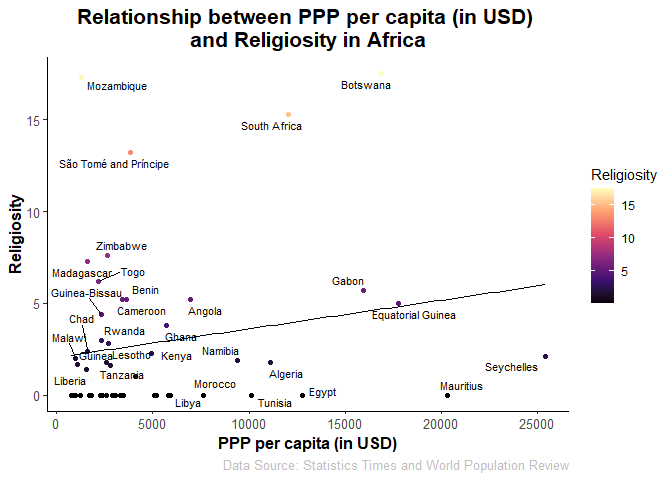 Relationship between PPP per capita (in USD)
and Religiosity in Africa
Religiosity
15
10
5
0
Mozambique
Botswana
South Africa
São Tomé and Príncipe
Zimbabwe
Madagascar
Togo
Gabon
Guinea-Bissau
Benin
Cameroon
Angola
Equatorial Guinea
Chad
Rwanda
Ghana
Malawi
Guinea
Lesotho
Kenya
Namibia
Algeria
Seychelles
Liberia
Tanzania
Morocco
Mauritius
Libya
Tunisia
Egypt
0
5000
10000
15000
20000
25000
PPP per capita (in USD)
Data Source: Statistics Times and World Population Review
Religiosity
15
10
5